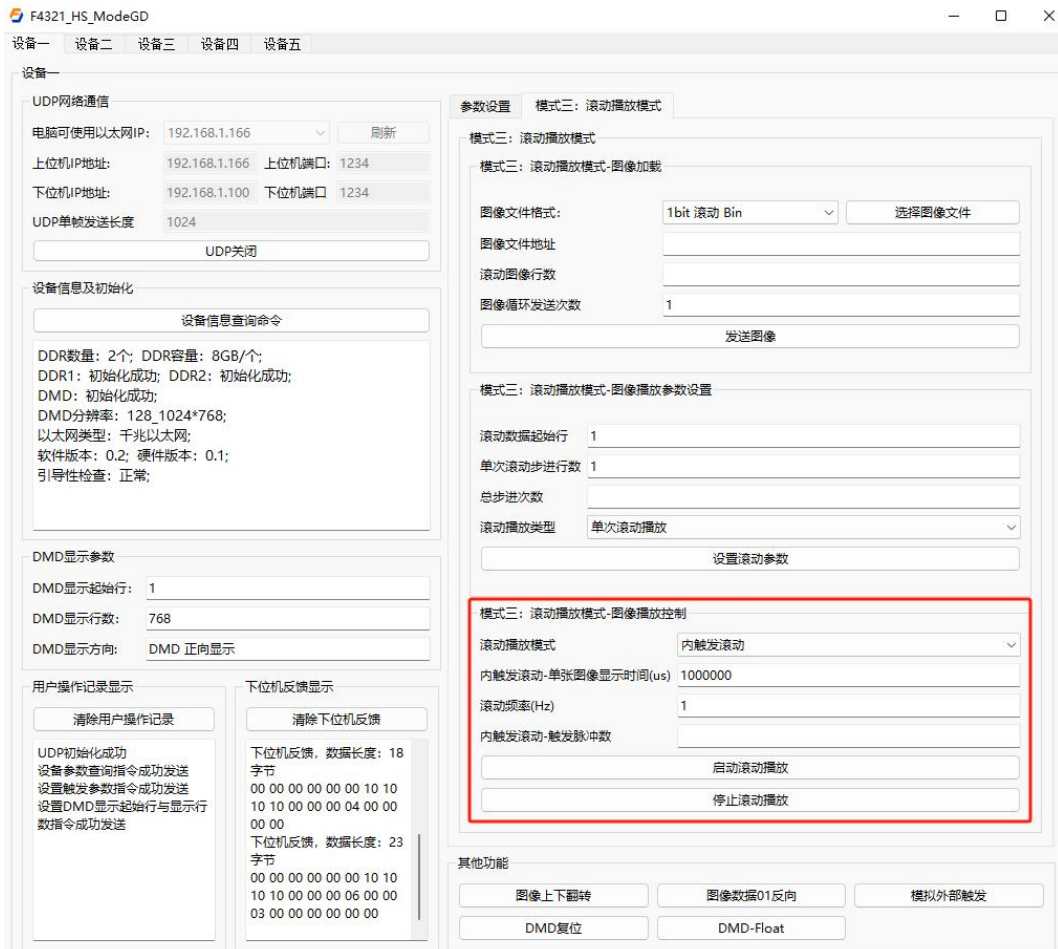 F4321_HS_ModeGD
设备一 设备二 设备三 设备四 设备五
设备一
UDP网络通信
电脑可使用以太网IP: 192.168.1.166 刷新
上位机IP地址: 192.168.1.166 上位机端口: 1234
下位机IP地址: 192.168.1.100 下位机端口 1234
UDP单帧发送长度 1024
UDP关闭
设备信息及初始化
设备信息查询命令
DDR数量: 2个; DDR容量: 8GB/个;
DDR1: 初始化成功; DDR2: 初始化成功;
DMD: 初始化成功;
DMD分辨率: 128_1024*768;
以太网类型: 千兆以太网;
软件版本: 0.2; 硬件版本: 0.1;
引导性检查: 正常;
DMD显示参数
DMD显示起始行: 1
DMD显示行数: 768
DMD显示方向: DMD 正向显示
用户操作记录显示
清除用户操作记录
UDP初始化成功
设备参数查询指令成功发送
设置触发参数指令成功发送
设置DMD显示起始行与显示行
数指令成功发送
下位机反馈显示
清除下位机反馈
下位机反馈，数据长度: 18
字节
00 00 00 00 00 00 10 10
10 10 00 00 00 04 00 00
00 00
下位机反馈，数据长度: 23
字节
00 00 00 00 00 00 10 10
10 10 00 00 00 06 00 00
03 00 00 00 00 00 00
参数设置 模式三: 滚动播放模式
模式三: 滚动播放模式
模式三: 滚动播放模式-图像加载
图像文件格式: 1bit 滚动 Bin 选择图像文件
图像文件地址
滚动图像行数
图像循环发送次数 1
发送图像
模式三: 滚动播放模式-图像播放参数设置
滚动数据起始行 1
单次滚动步进行数 1
总步进次数
滚动播放类型 单次滚动播放
设置滚动参数
模式三: 滚动播放模式-图像播放控制
滚动播放模式 内触发滚动
内触发滚动-单张图像显示时间(us) 1000000
滚动频率(Hz) 1
内触发滚动-触发脉冲数
启动滚动播放
停止滚动播放
其他功能
图像上下翻转 图像数据01反向 模拟外部触发
DMD复位 DMD-Float